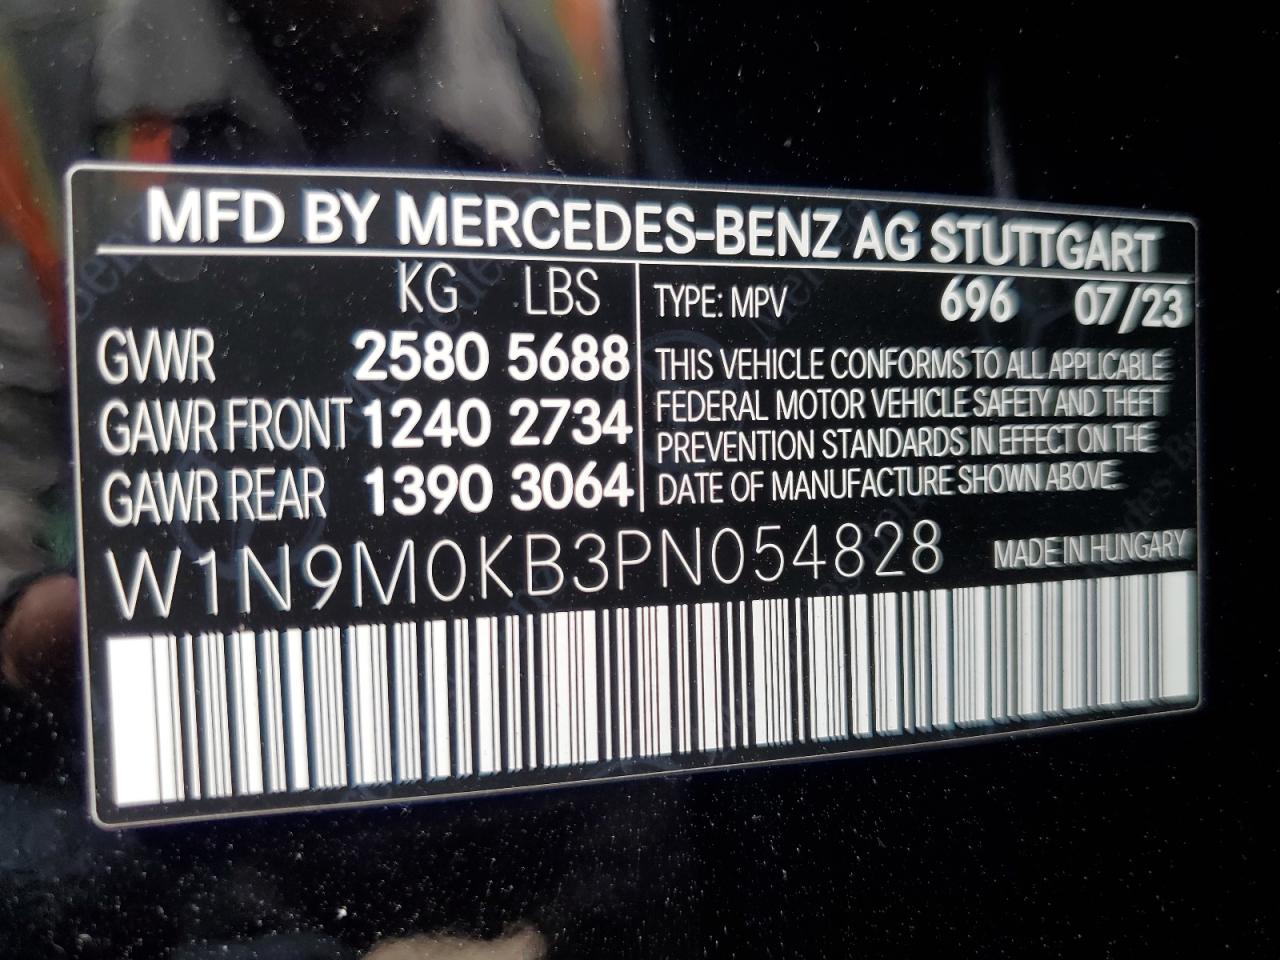 MFD BY MERCEDES-BENZ AG STUTTGART
KG LBS
GVWR 2580 5688
GAWR FRONT 1240 2734
GAWR REAR 1390 3064
TYPE: MPV 696 07/23
THIS VEHICLE CONFORMS TO ALL APPLICABLE
FEDERAL MOTOR VEHICLE SAFETY AND THEFT
PREVENTION STANDARDS IN EFFECT ON THE
DATE OF MANUFACTURE SHOWN ABOVE.
W1N9M0KB3PN054828
MADE IN HUNGARY